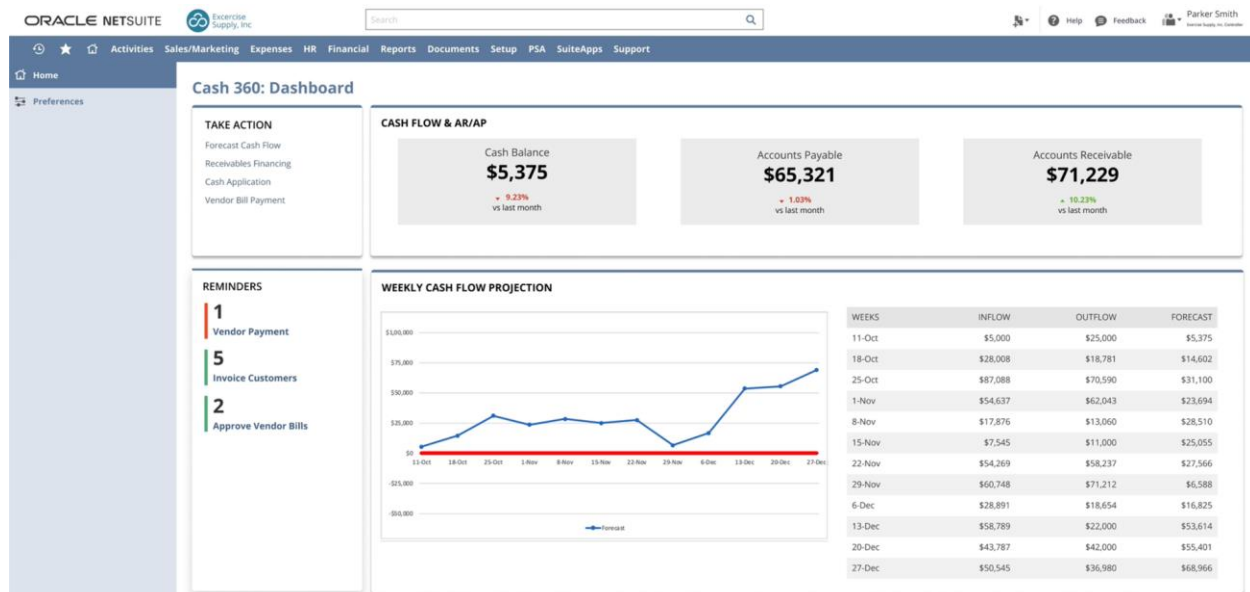 ORACLE NETSUITE
Excercise
Supply, Inc
Search
Help
Feedback
Parker Smith
Activities Sales/Marketing Expenses HR Financial Reports Documents Setup PSA SuiteApps Support
Home
Preferences
Cash 360: Dashboard
TAKE ACTION
Forecast Cash Flow
Receivables Financing
Cash Application
Vendor Bill Payment
CASH FLOW & AR/AP
Cash Balance
$5,375
9.23%
vs last month
Accounts Payable
$65,321
1.03%
vs last month
Accounts Receivable
$71,229
10.23%
vs last month
REMINDERS
1
Vendor Payment
5
Invoice Customers
2
Approve Vendor Bills
WEEKLY CASH FLOW PROJECTION
$1,00,000
$75,000
$50,000
$25,000
$0
11-Oct 18-Oct 25-Oct 1-Nov 8-Nov 15-Nov 22-Nov 29-Nov 6-Dec 13-Dec 20-Dec 27-Dec
-$25,000
-$50,000
Forecast
WEEKS INFLOW OUTFLOW FORECAST
11-Oct $5,000 $25,000 $5,375
18-Oct $28,008 $18,781 $14,602
25-Oct $87,088 $70,590 $31,100
1-Nov $54,637 $62,043 $23,694
8-Nov $17,876 $13,060 $28,510
15-Nov $7,545 $11,000 $25,055
22-Nov $54,269 $58,237 $27,566
29-Nov $60,748 $71,212 $6,588
6-Dec $28,891 $18,654 $16,825
13-Dec $58,789 $22,000 $53,614
20-Dec $43,787 $42,000 $55,401
27-Dec $50,545 $36,980 $68,966